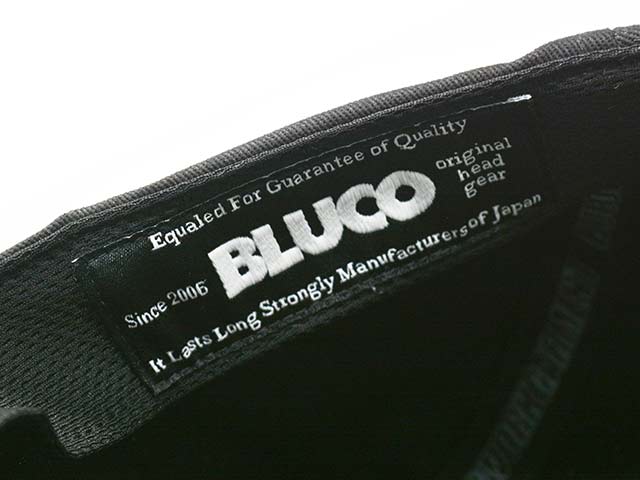 Equaled For Guarantee of Quality
Since 2006
BLUCO
original
head
gear
It Lasts Long Strongly Manufacturers of Japan